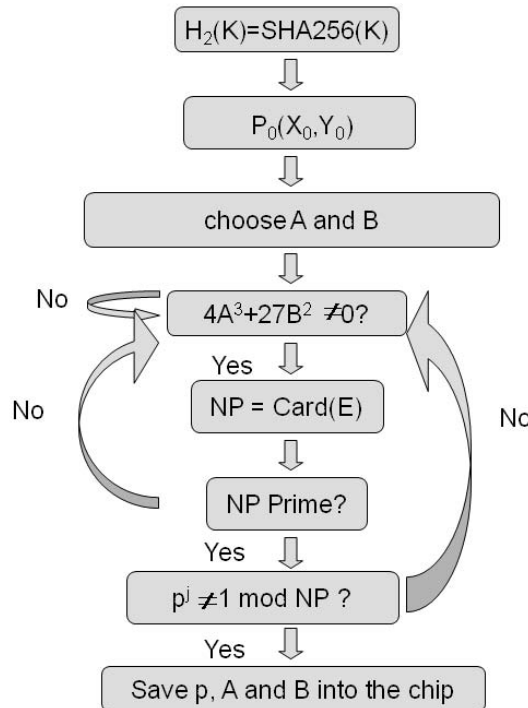 H₂(K)=SHA256(K)
P₀(X₀,Y₀)
choose A and B
No
4A³+27B² ≠0?
Yes
NP = Card(E)
No
No
NP Prime?
Yes
pʲ ≠1 mod NP ?
Yes
Save p, A and B into the chip